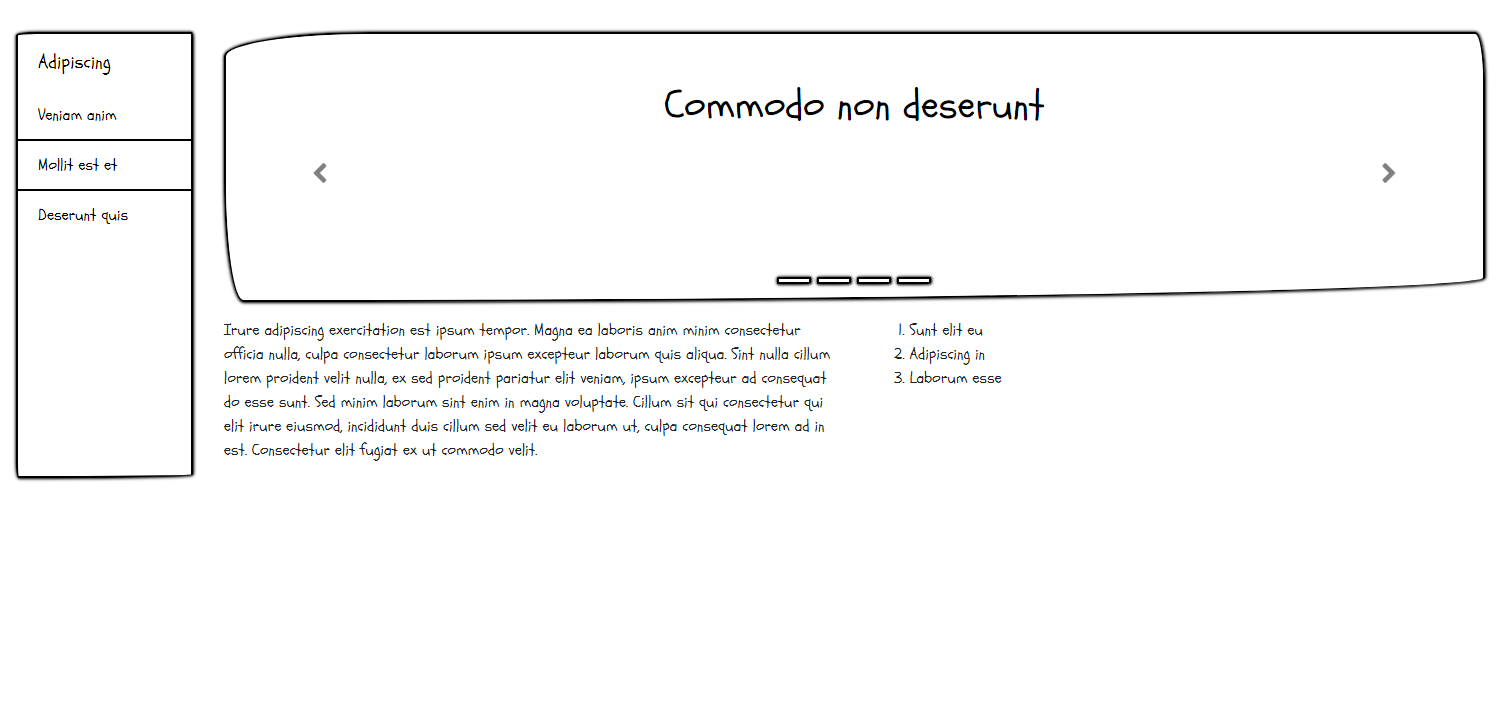 Adipiscing
Veniam anim
Mollit est et
Deserunt quis
Commodo non deserunt
Irure adipiscing exercitation est ipsum tempor. Magna ea laboris anim minim consectetur
officia nulla, culpa consectetur laborum ipsum excepteur laborum quis aliqua. Sint nulla cillum
lorem proident velit nulla, ex sed proident pariatur elit veniam, ipsum excepteur ad consequat
do esse sunt. Sed minim laborum sint enim in magna voluptate. Cillum sit qui consectetur qui
elit irure eiusmod, incididunt duis cillum sed velit eu laborum ut, culpa consequat lorem ad in
est. Consectetur elit fugiat ex ut commodo velit.
1. Sunt elit eu
2. Adipiscing in
3. Laborum esse